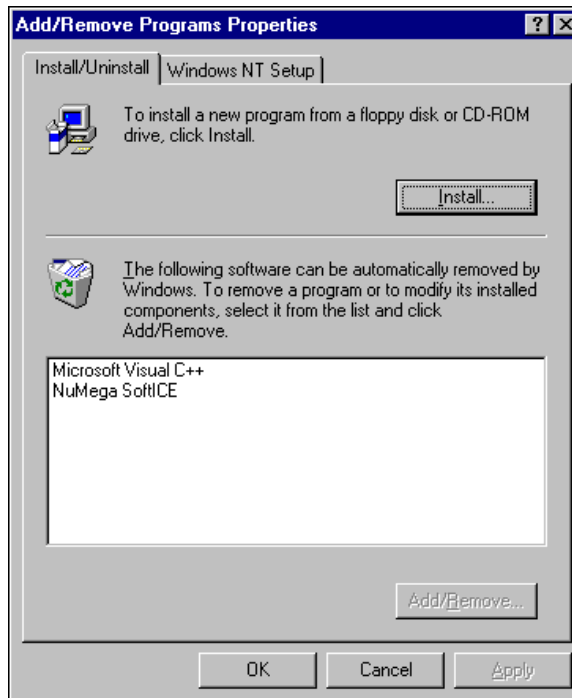 Add/Remove Programs Properties
Install/Uninstall
Windows NT Setup
To install a new program from a floppy disk or CD-ROM
drive, click Install.
Install...
The following software can be automatically removed by
Windows. To remove a program or to modify its installed
components, select it from the list and click
Add/Remove.
Microsoft Visual C++
NuMega SoftICE
Add/Remove...
OK
Cancel
Apply